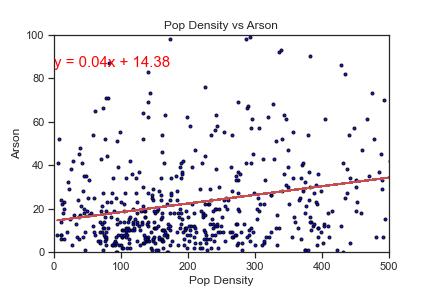 Pop Density vs Arson
y = 0.04x + 14.38
100
80
60
40
20
0
Arson
0 100 200 300 400 500
Pop Density